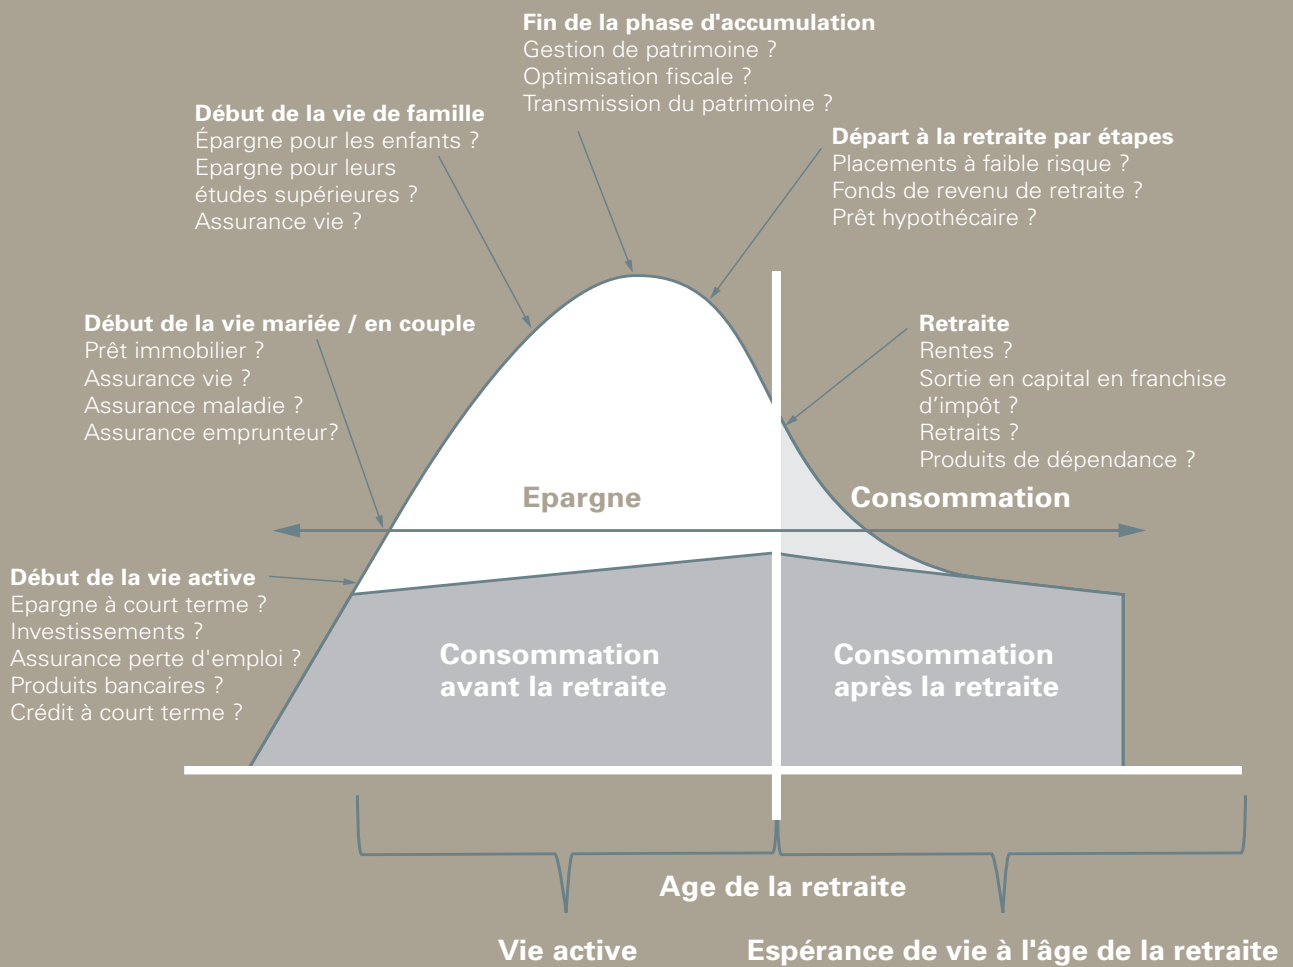 Fin de la phase d'accumulation
Gestion de patrimoine ?
Optimisation fiscale ?
Transmission du patrimoine ?
Début de la vie de famille
Épargne pour les enfants ?
Epargne pour leurs
études supérieures ?
Assurance vie ?
Départ à la retraite par étapes
Placements à faible risque ?
Fonds de revenu de retraite ?
Prêt hypothécaire ?
Début de la vie mariée / en couple
Prêt immobilier ?
Assurance vie ?
Assurance maladie ?
Assurance emprunteur?
Retraite
Rentes ?
Sortie en capital en franchise
d’impôt ?
Retraits ?
Produits de dépendance ?
Epargne
Consommation
Début de la vie active
Epargne à court terme ?
Investissements ?
Assurance perte d'emploi ?
Produits bancaires ?
Crédit à court terme ?
Consommation
avant la retraite
Consommation
après la retraite
Age de la retraite
Vie active
Espérance de vie à l'âge de la retraite